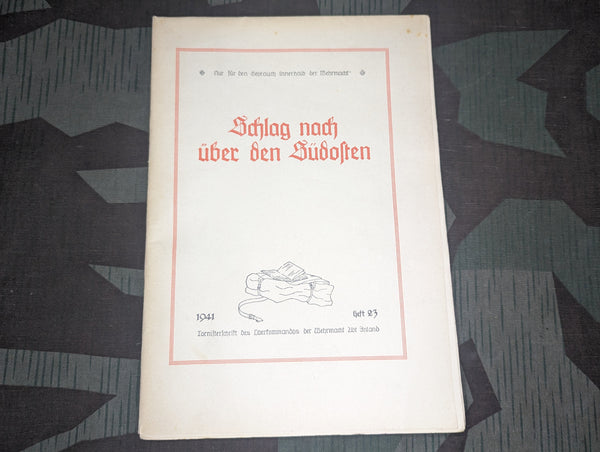 Nur für den Gebrauch innerhalb der Wehrmacht
Schlag nach
über den Südosten
1941
Heft 23
Tornisterschrift des Oberkommandos der Wehrmacht Abt Inland